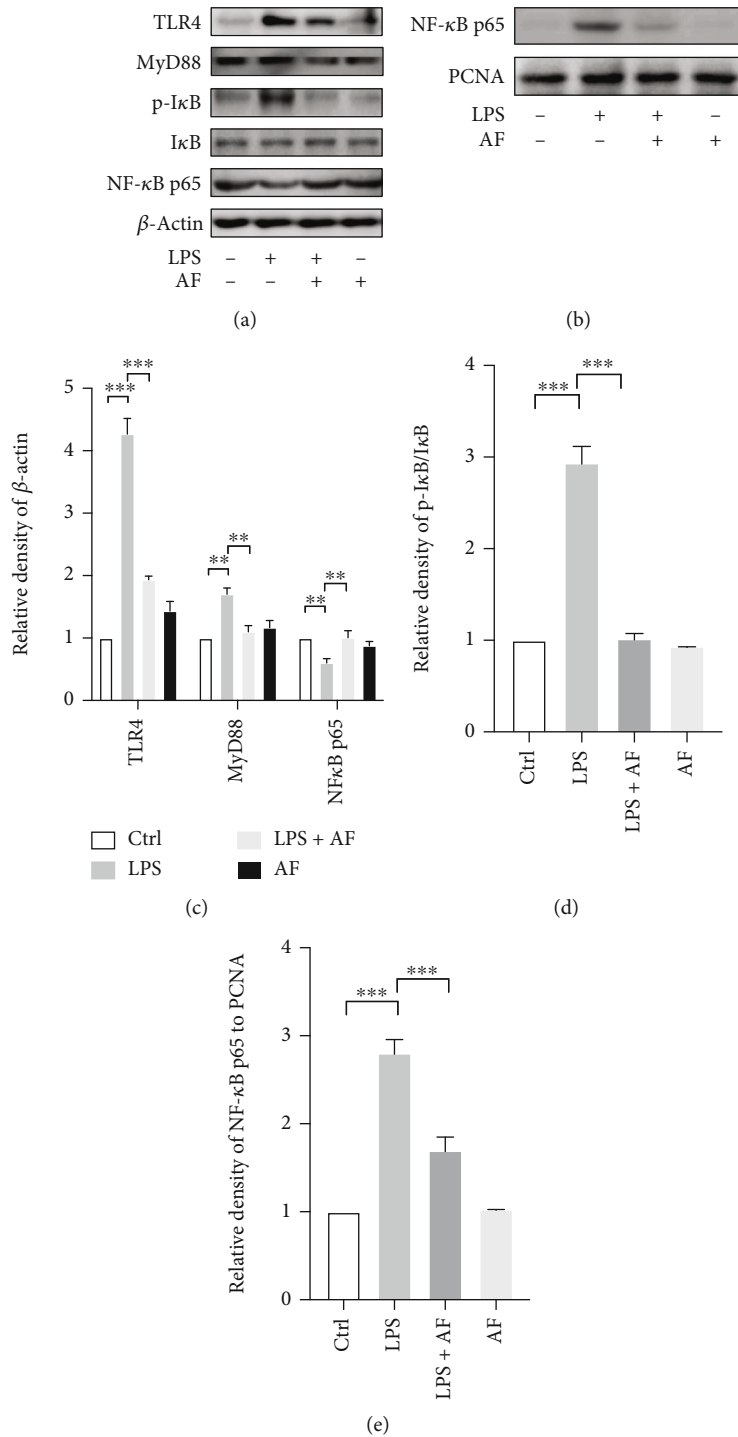 TLR4
MyD88
p-IκB
IκB
NF-κB p65
β-Actin
LPS – + + –
AF – – + +
(a)
NF-κB p65
PCNA
LPS – + + –
AF – – + +
(b)
Relative density of β-actin
5
4
3
2
1
0
*** ***
** **
** **
TLR4
MyD88
NFκB p65
Ctrl
LPS
LPS + AF
AF
(c)
Relative density of p-IκB/IκB
4
3
2
1
0
*** ***
Ctrl
LPS
LPS + AF
AF
(d)
Relative density of NF-κB p65 to PCNA
4
3
2
1
0
*** ***
Ctrl
LPS
LPS + AF
AF
(e)